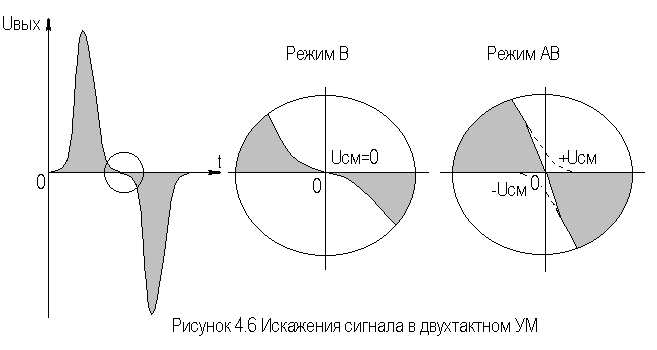 Uвых
Режим В
Режим АВ
Uсм=0
+Uсм
-Uсм
t
0
0
0
Рисунок 4.6 Искажения сигнала в двухтактном УМ